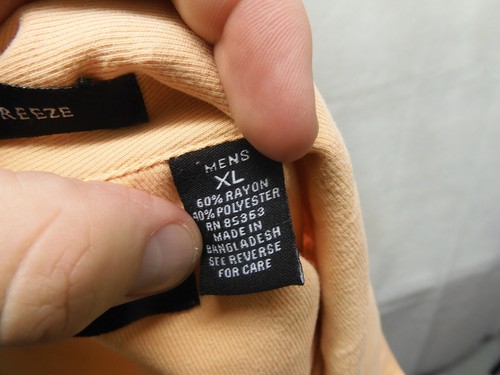 REEZE
MENS
XL
60% RAYON
40% POLYESTER
RN 85363
MADE IN
BANGLADESH
SEE REVERSE
FOR CARE